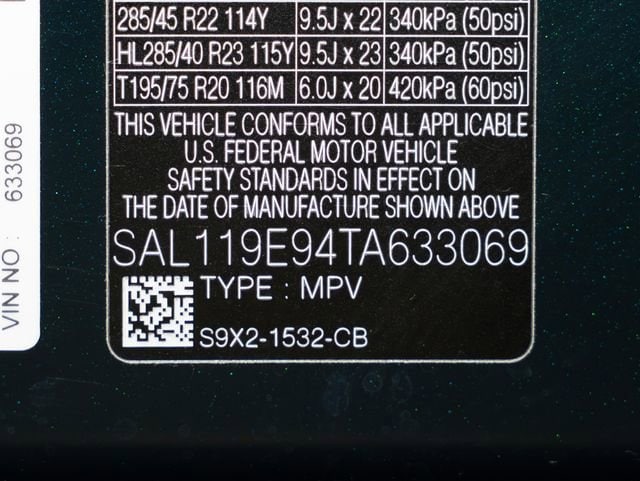 285/45 R22 114Y 9.5J x 22 340kPa (50psi)
HL285/40 R23 115Y 9.5J x 23 340kPa (50psi)
T195/75 R20 116M 6.0J x 20 420kPa (60psi)
THIS VEHICLE CONFORMS TO ALL APPLICABLE
U.S. FEDERAL MOTOR VEHICLE
SAFETY STANDARDS IN EFFECT ON
THE DATE OF MANUFACTURE SHOWN ABOVE
SAL119E94TA633069
TYPE : MPV
S9X2-1532-CB
VIN NO : 633069